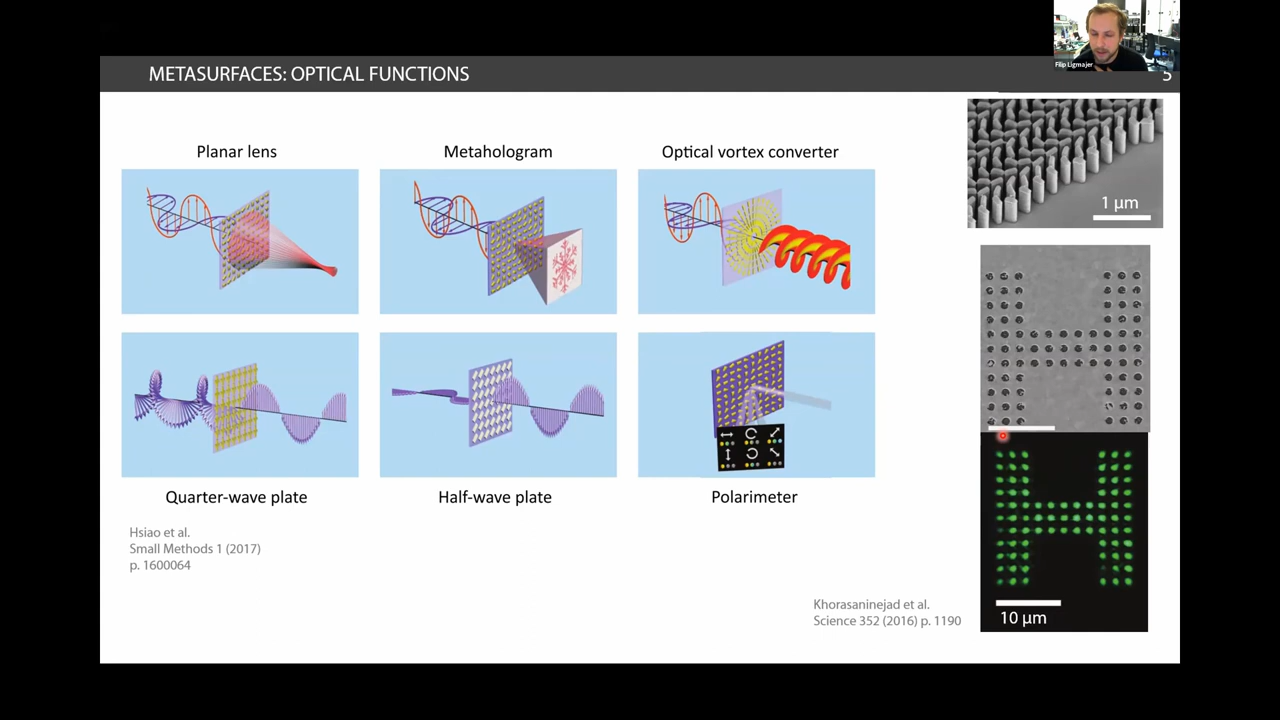 Filip Ligmajer
METASURFACES: OPTICAL FUNCTIONS
5
Planar lens
Metahologram
Optical vortex converter
1 µm
Quarter-wave plate
Half-wave plate
Polarimeter
Hsiao et al.
Small Methods 1 (2017)
p. 1600064
Khorasaninejad et al.
Science 352 (2016) p. 1190
10 µm